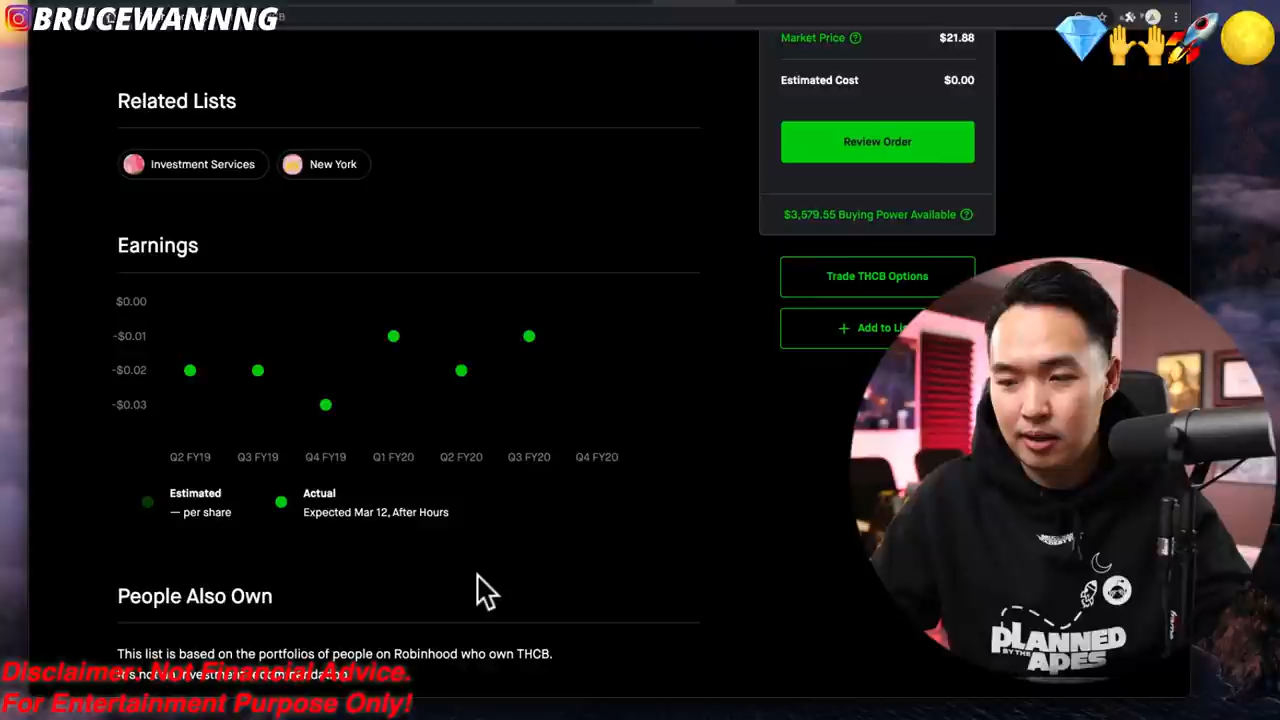 BRUCEWANNNG
Market Price
$21.88
Related Lists
Estimated Cost
$0.00
Review Order
Investment Services
New York
$3,579.55 Buying Power Available
Earnings
Trade THCB Options
$0.00
-$0.01
Add to
-$0.02
-$0.03
Q2 FY19
Q3 FY19
Q4 FY19
Q1 FY20
Q2 FY20
Q3 FY20
Q4 FY20
Estimated
Actual
— per share
Expected Mar 12, After Hours
People Also Own
PLANNED
BY THE
APES
This list is based on the portfolios of people on Robinhood who own THCB.
Disclaimer: Not Financial Advice.
For Entertainment Purpose Only!